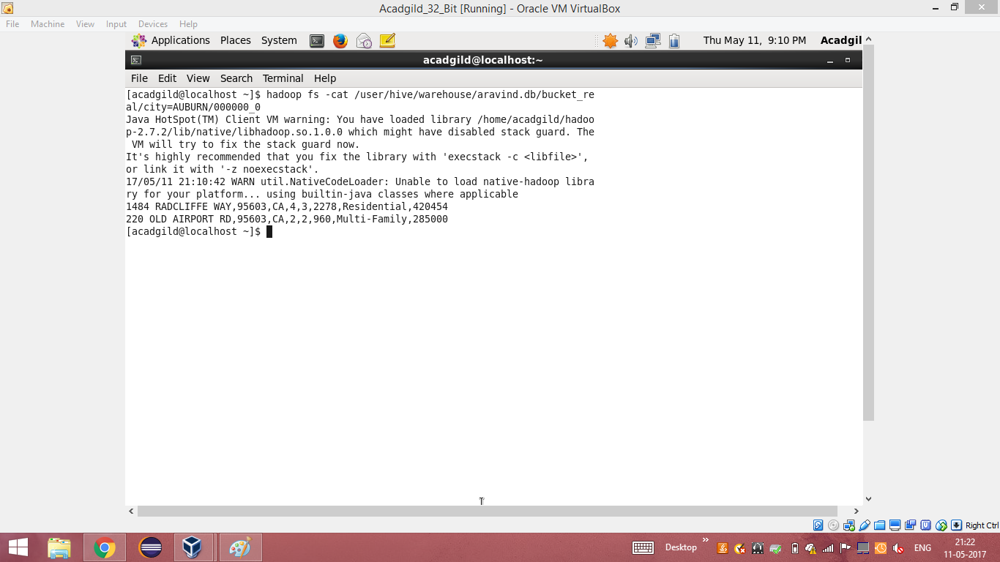 Acadgild_32_Bit [Running] - Oracle VM VirtualBox
File Machine View Input Devices Help
Applications Places System Thu May 11, 9:10 PM Acadgil
acadgild@localhost:~
File Edit View Search Terminal Help
[acadgild@localhost ~]$ hadoop fs -cat /user/hive/warehouse/aravind.db/bucket_re
al/city=AUBURN/000000_0
Java HotSpot(TM) Client VM warning: You have loaded library /home/acadgild/hadoo
p-2.7.2/lib/native/libhadoop.so.1.0.0 which might have disabled stack guard. The
 VM will try to fix the stack guard now.
It's highly recommended that you fix the library with 'execstack -c <libfile>',
or link it with '-z noexecstack'.
17/05/11 21:10:42 WARN util.NativeCodeLoader: Unable to load native-hadoop libra
ry for your platform... using builtin-java classes where applicable
1484 RADCLIFFE WAY,95603,CA,4,3,2278,Residential,420454
220 OLD AIRPORT RD,95603,CA,2,2,960,Multi-Family,285000
[acadgild@localhost ~]$
Right Ctrl
Desktop » ENG 21:22
11-05-2017